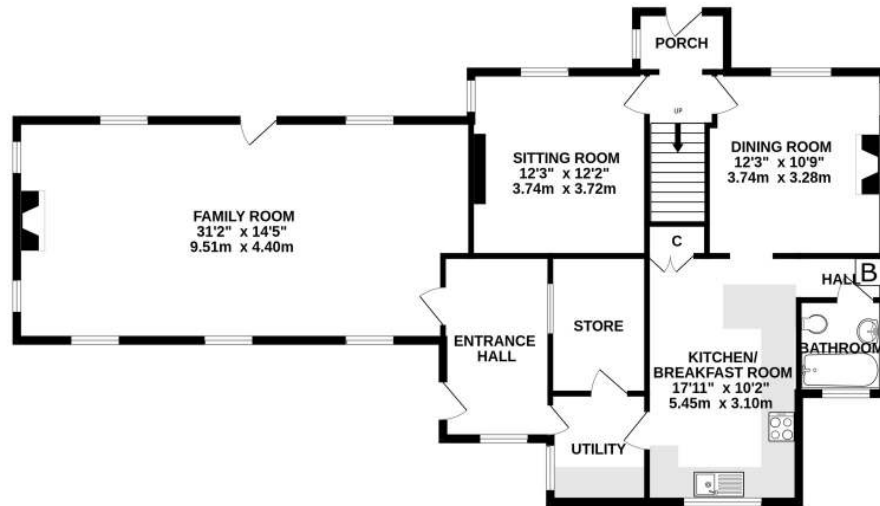 PORCH
UP
SITTING ROOM
12'3" x 12'2"
3.74m x 3.72m
DINING ROOM
12'3" x 10'9"
3.74m x 3.28m
FAMILY ROOM
31'2" x 14'5"
9.51m x 4.40m
C
HALL
B
STORE
ENTRANCE
HALL
BATHROOM
KITCHEN/
BREAKFAST ROOM
17'11" x 10'2"
5.45m x 3.10m
UTILITY